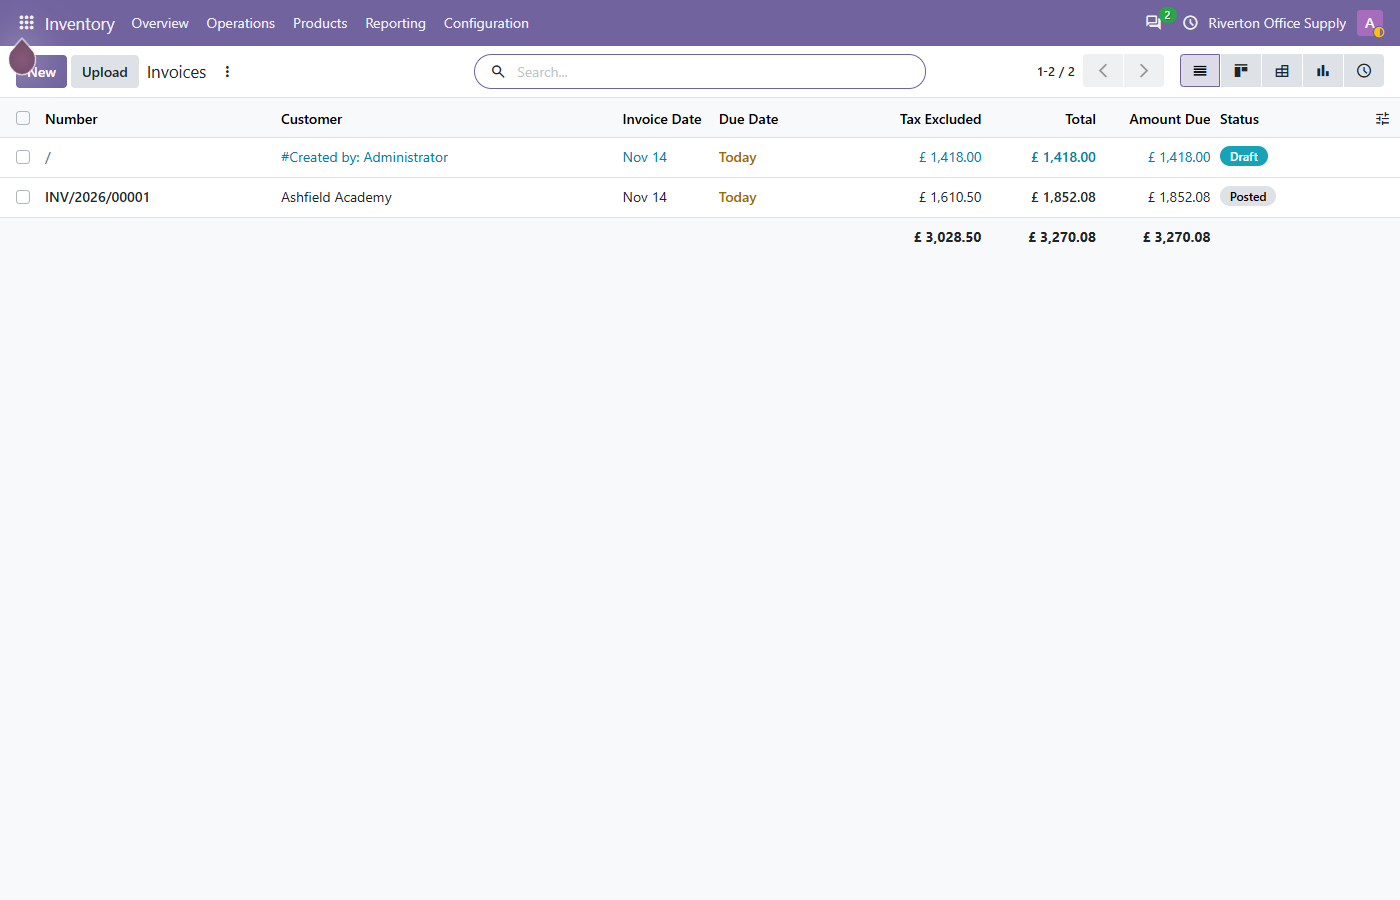 Inventory Overview Operations Products Reporting Configuration 2 Riverton Office Supply A
New Upload Invoices Search... 1-2 / 2
Number Customer Invoice Date Due Date Tax Excluded Total Amount Due Status
/ #Created by: Administrator Nov 14 Today £ 1,418.00 £ 1,418.00 £ 1,418.00 Draft
INV/2026/00001 Ashfield Academy Nov 14 Today £ 1,610.50 £ 1,852.08 £ 1,852.08 Posted
£ 3,028.50 £ 3,270.08 £ 3,270.08